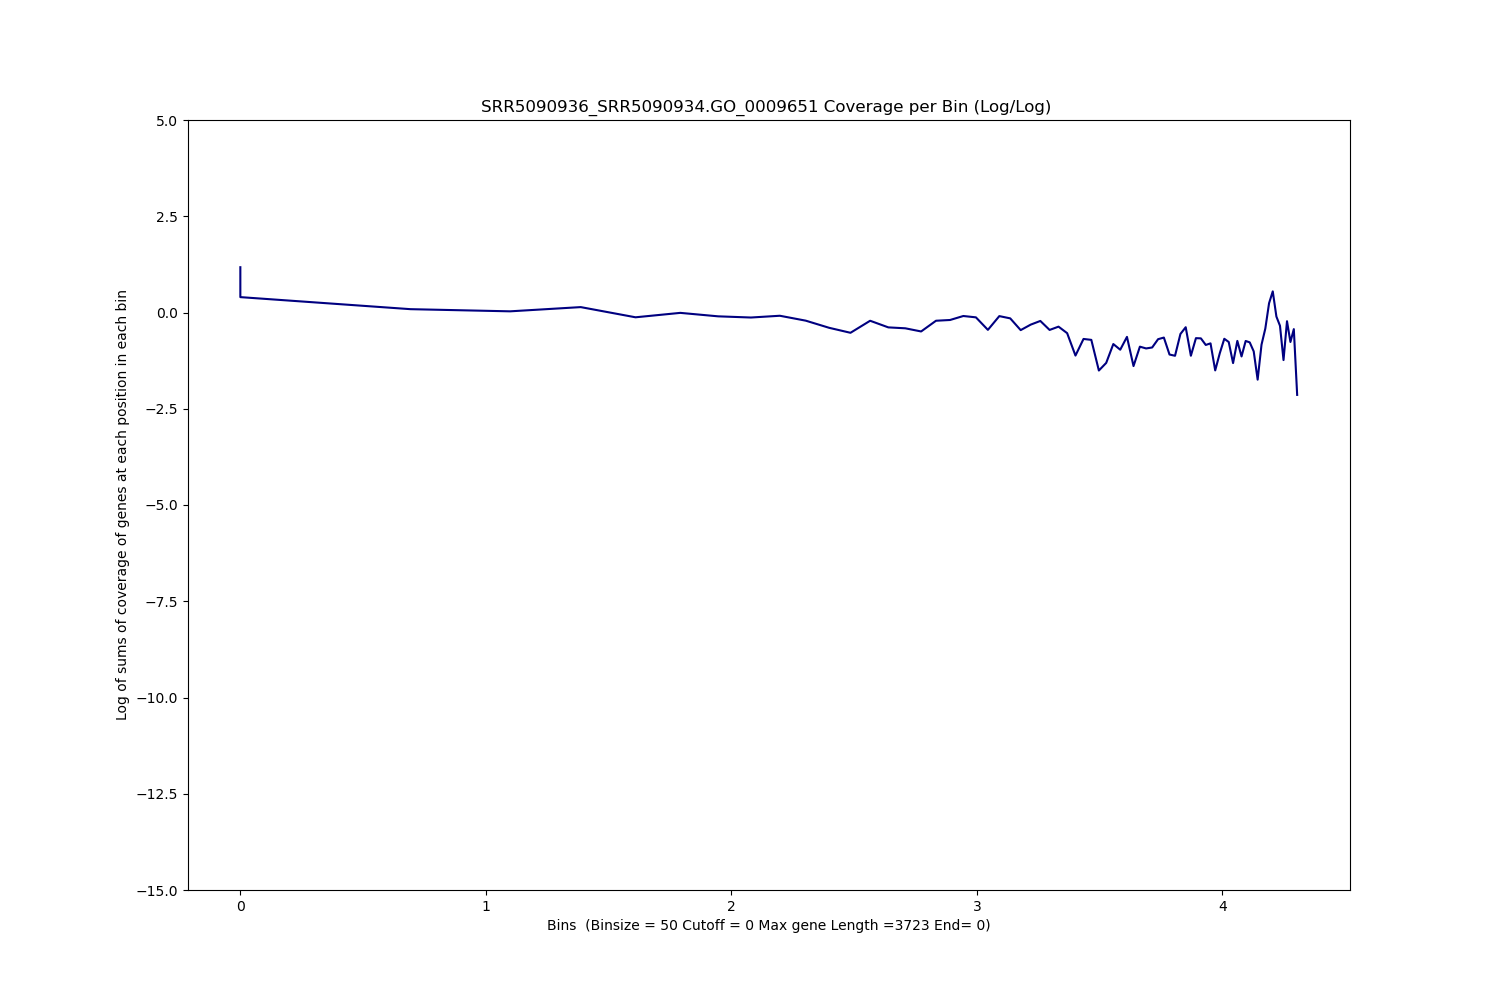 SRR5090936_SRR5090934.GO_0009651 Coverage per Bin (Log/Log)
5.0
2.5
0.0
−2.5
−5.0
−7.5
−10.0
−12.5
−15.0
Log of sums of coverage of genes at each position in each bin
0 1 2 3 4
Bins  (Binsize = 50 Cutoff = 0 Max gene Length =3723 End= 0)